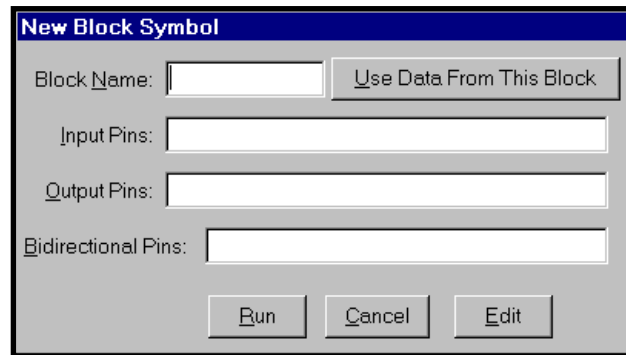 New Block Symbol
Block Name: Use Data From This Block
Input Pins:
Output Pins:
Bidirectional Pins:
Run Cancel Edit